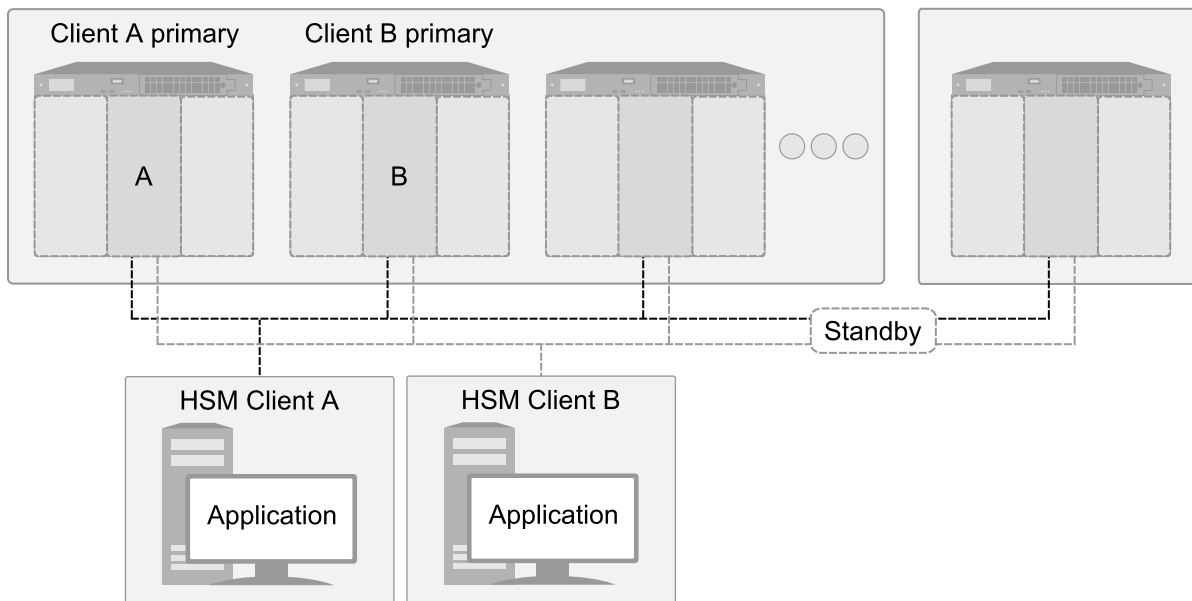 Client A primary
Client B primary
A
B
Standby
HSM Client A
HSM Client B
Application
Application